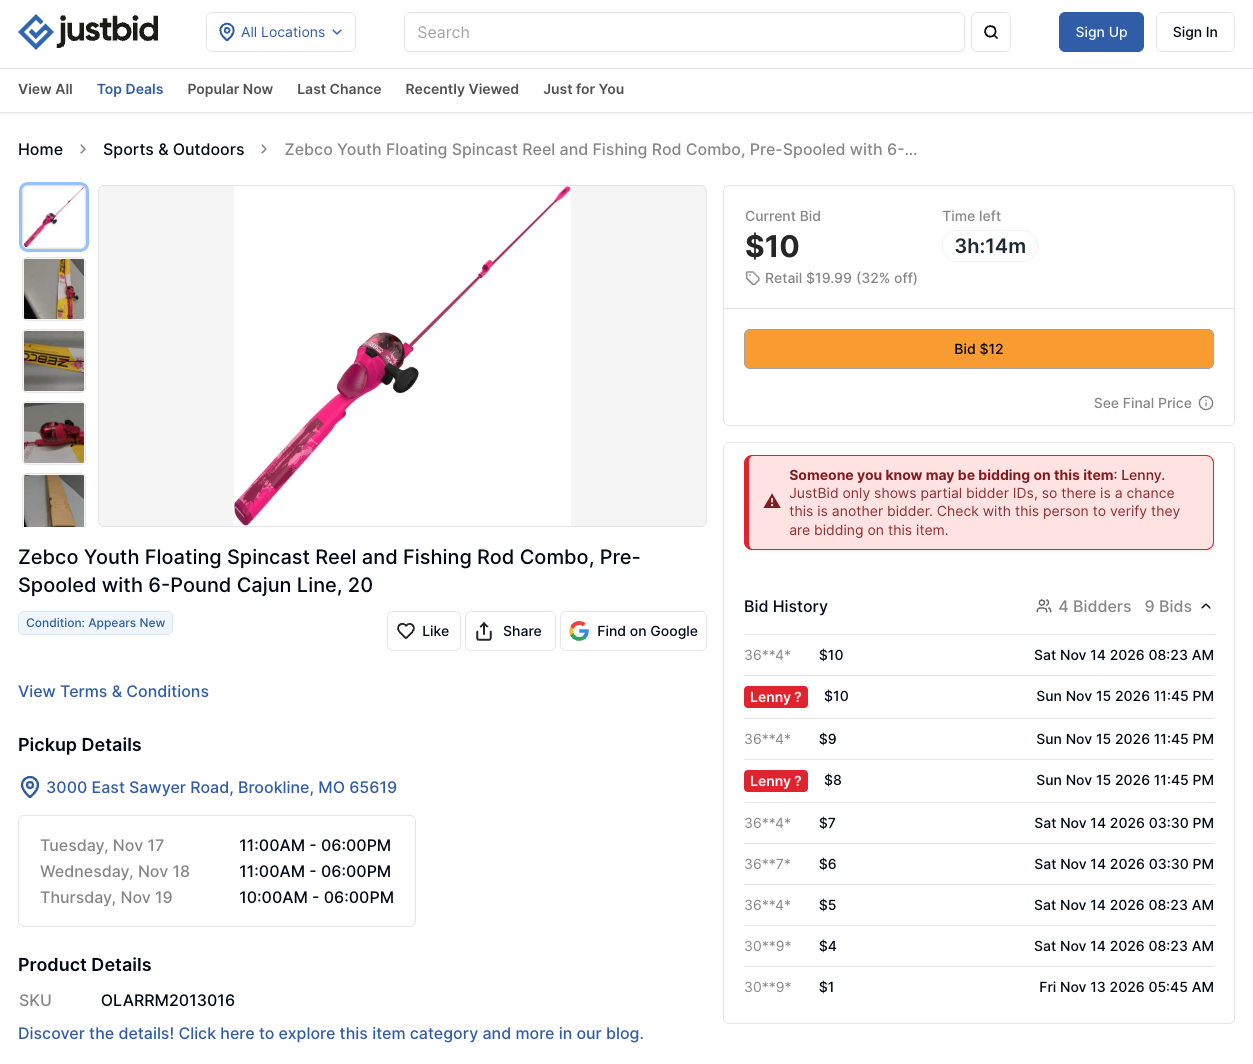 justbid
All Locations
Search
Sign Up
Sign In
View All
Top Deals
Popular Now
Last Chance
Recently Viewed
Just for You
Home
Sports & Outdoors
Zebco Youth Floating Spincast Reel and Fishing Rod Combo, Pre-Spooled with 6-...
ZEBCO
Zebco Youth Floating Spincast Reel and Fishing Rod Combo, Pre-
Spooled with 6-Pound Cajun Line, 20
Condition: Appears New
Like
Share
Find on Google
View Terms & Conditions
Pickup Details
3000 East Sawyer Road, Brookline, MO 65619
Tuesday, Nov 17 11:00AM - 06:00PM
Wednesday, Nov 18 11:00AM - 06:00PM
Thursday, Nov 19 10:00AM - 06:00PM
Product Details
SKU OLARRM2013016
Discover the details! Click here to explore this item category and more in our blog.
Current Bid
$10
Retail $19.99 (32% off)
Time left
3h:14m
Bid $12
See Final Price
Someone you know may be bidding on this item: Lenny.
JustBid only shows partial bidder IDs, so there is a chance
this is another bidder. Check with this person to verify they
are bidding on this item.
Bid History 4 Bidders 9 Bids
36**4* $10 Sat Nov 14 2026 08:23 AM
Lenny ? $10 Sun Nov 15 2026 11:45 PM
36**4* $9 Sun Nov 15 2026 11:45 PM
Lenny ? $8 Sun Nov 15 2026 11:45 PM
36**4* $7 Sat Nov 14 2026 03:30 PM
36**7* $6 Sat Nov 14 2026 03:30 PM
36**4* $5 Sat Nov 14 2026 08:23 AM
30**9* $4 Sat Nov 14 2026 08:23 AM
30**9* $1 Fri Nov 13 2026 05:45 AM